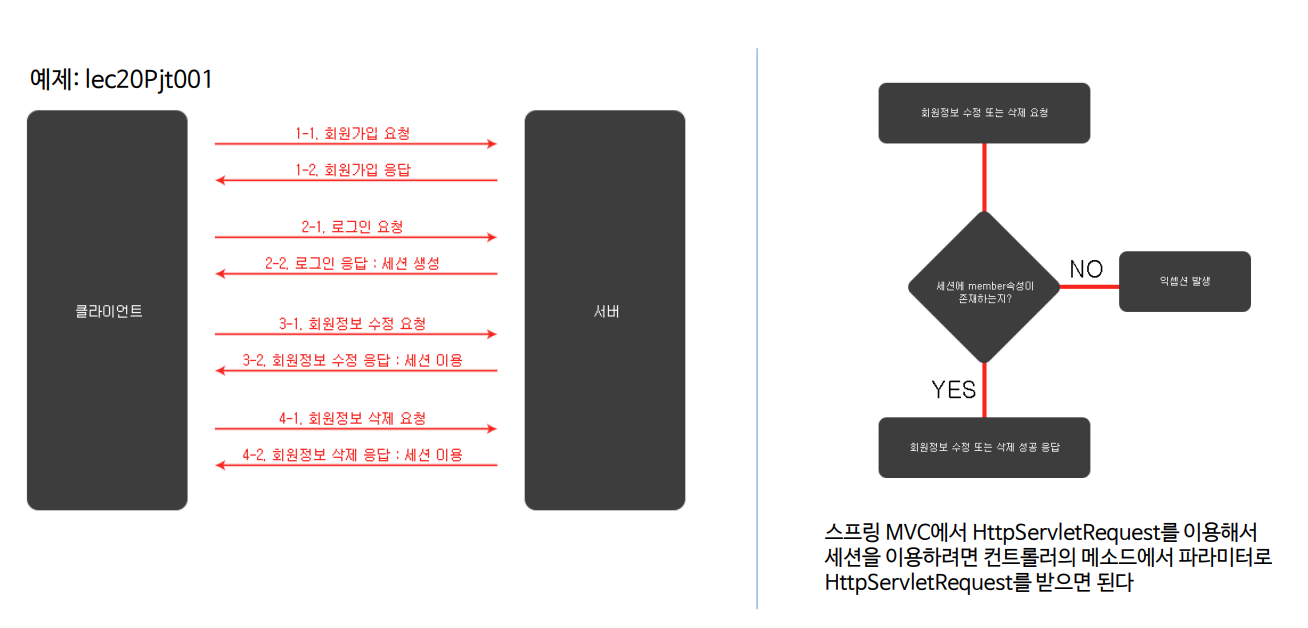 예제: lec20Pjt001
클라이언트
1-1. 회원가입 요청
1-2. 회원가입 응답
2-1. 로그인 요청
2-2. 로그인 응답 : 세션 생성
3-1. 회원정보 수정 요청
3-2. 회원정보 수정 응답 : 세션 이용
4-1. 회원정보 삭제 요청
4-2. 회원정보 삭제 응답 : 세션 이용
서버
회원정보 수정 또는 삭제 요청
세션에 member속성이
존재하는지?
NO
익셉션 발생
YES
회원정보 수정 또는 삭제 성공 응답
스프링 MVC에서 HttpServletRequest를 이용해서
세션을 이용하려면 컨트롤러의 메소드에서 파라미터로
HttpServletRequest를 받으면 된다